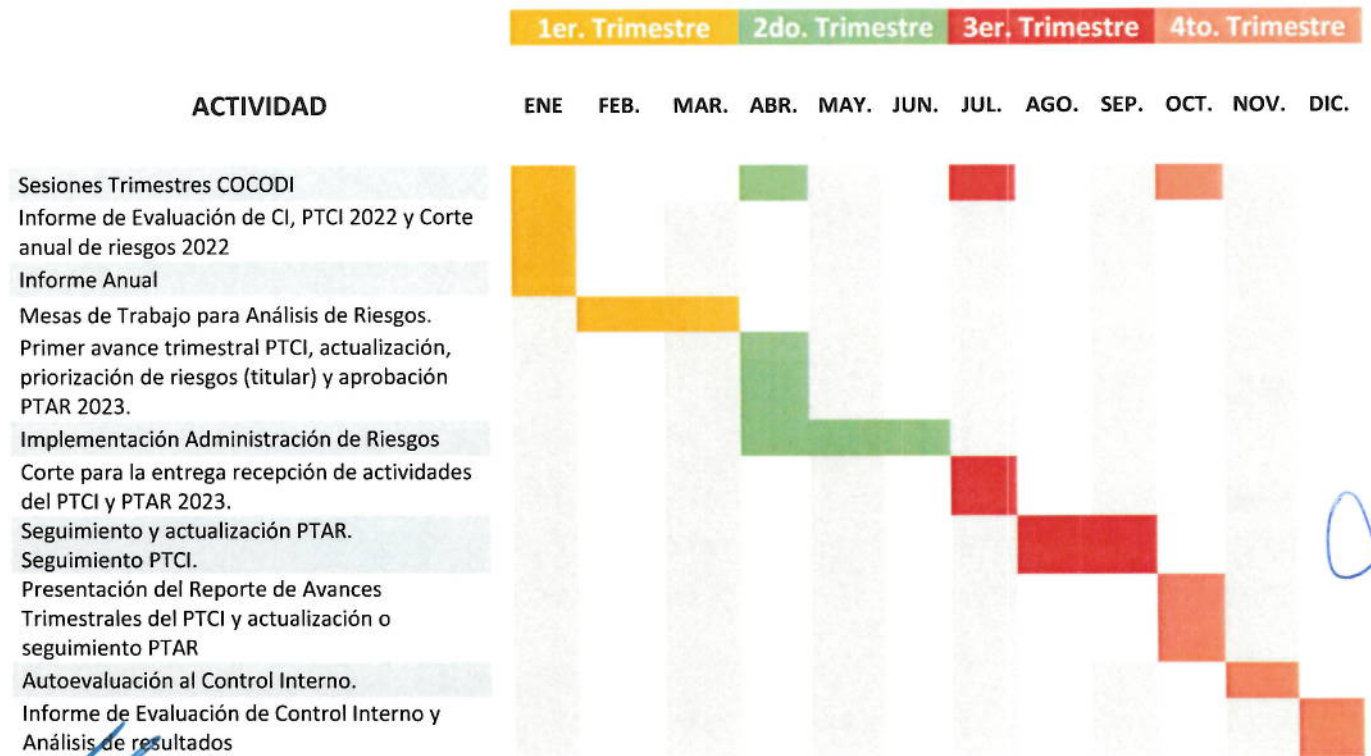 1er. Trimestre 2do. Trimestre 3er. Trimestre 4to. Trimestre
ACTIVIDAD ENE FEB. MAR. ABR. MAY. JUN. JUL. AGO. SEP. OCT. NOV. DIC.
Sesiones Trimestres COCODI
Informe de Evaluación de CI, PTCI 2022 y Corte
anual de riesgos 2022
Informe Anual
Mesas de Trabajo para Análisis de Riesgos.
Primer avance trimestral PTCI, actualización,
priorización de riesgos (titular) y aprobación
PTAR 2023.
Implementación Administración de Riesgos
Corte para la entrega recepción de actividades
del PTCI y PTAR 2023.
Seguimiento y actualización PTAR.
Seguimiento PTCI.
Presentación del Reporte de Avances
Trimestrales del PTCI y actualización o
seguimiento PTAR
Autoevaluación al Control Interno.
Informe de Evaluación de Control Interno y
Análisis de resultados